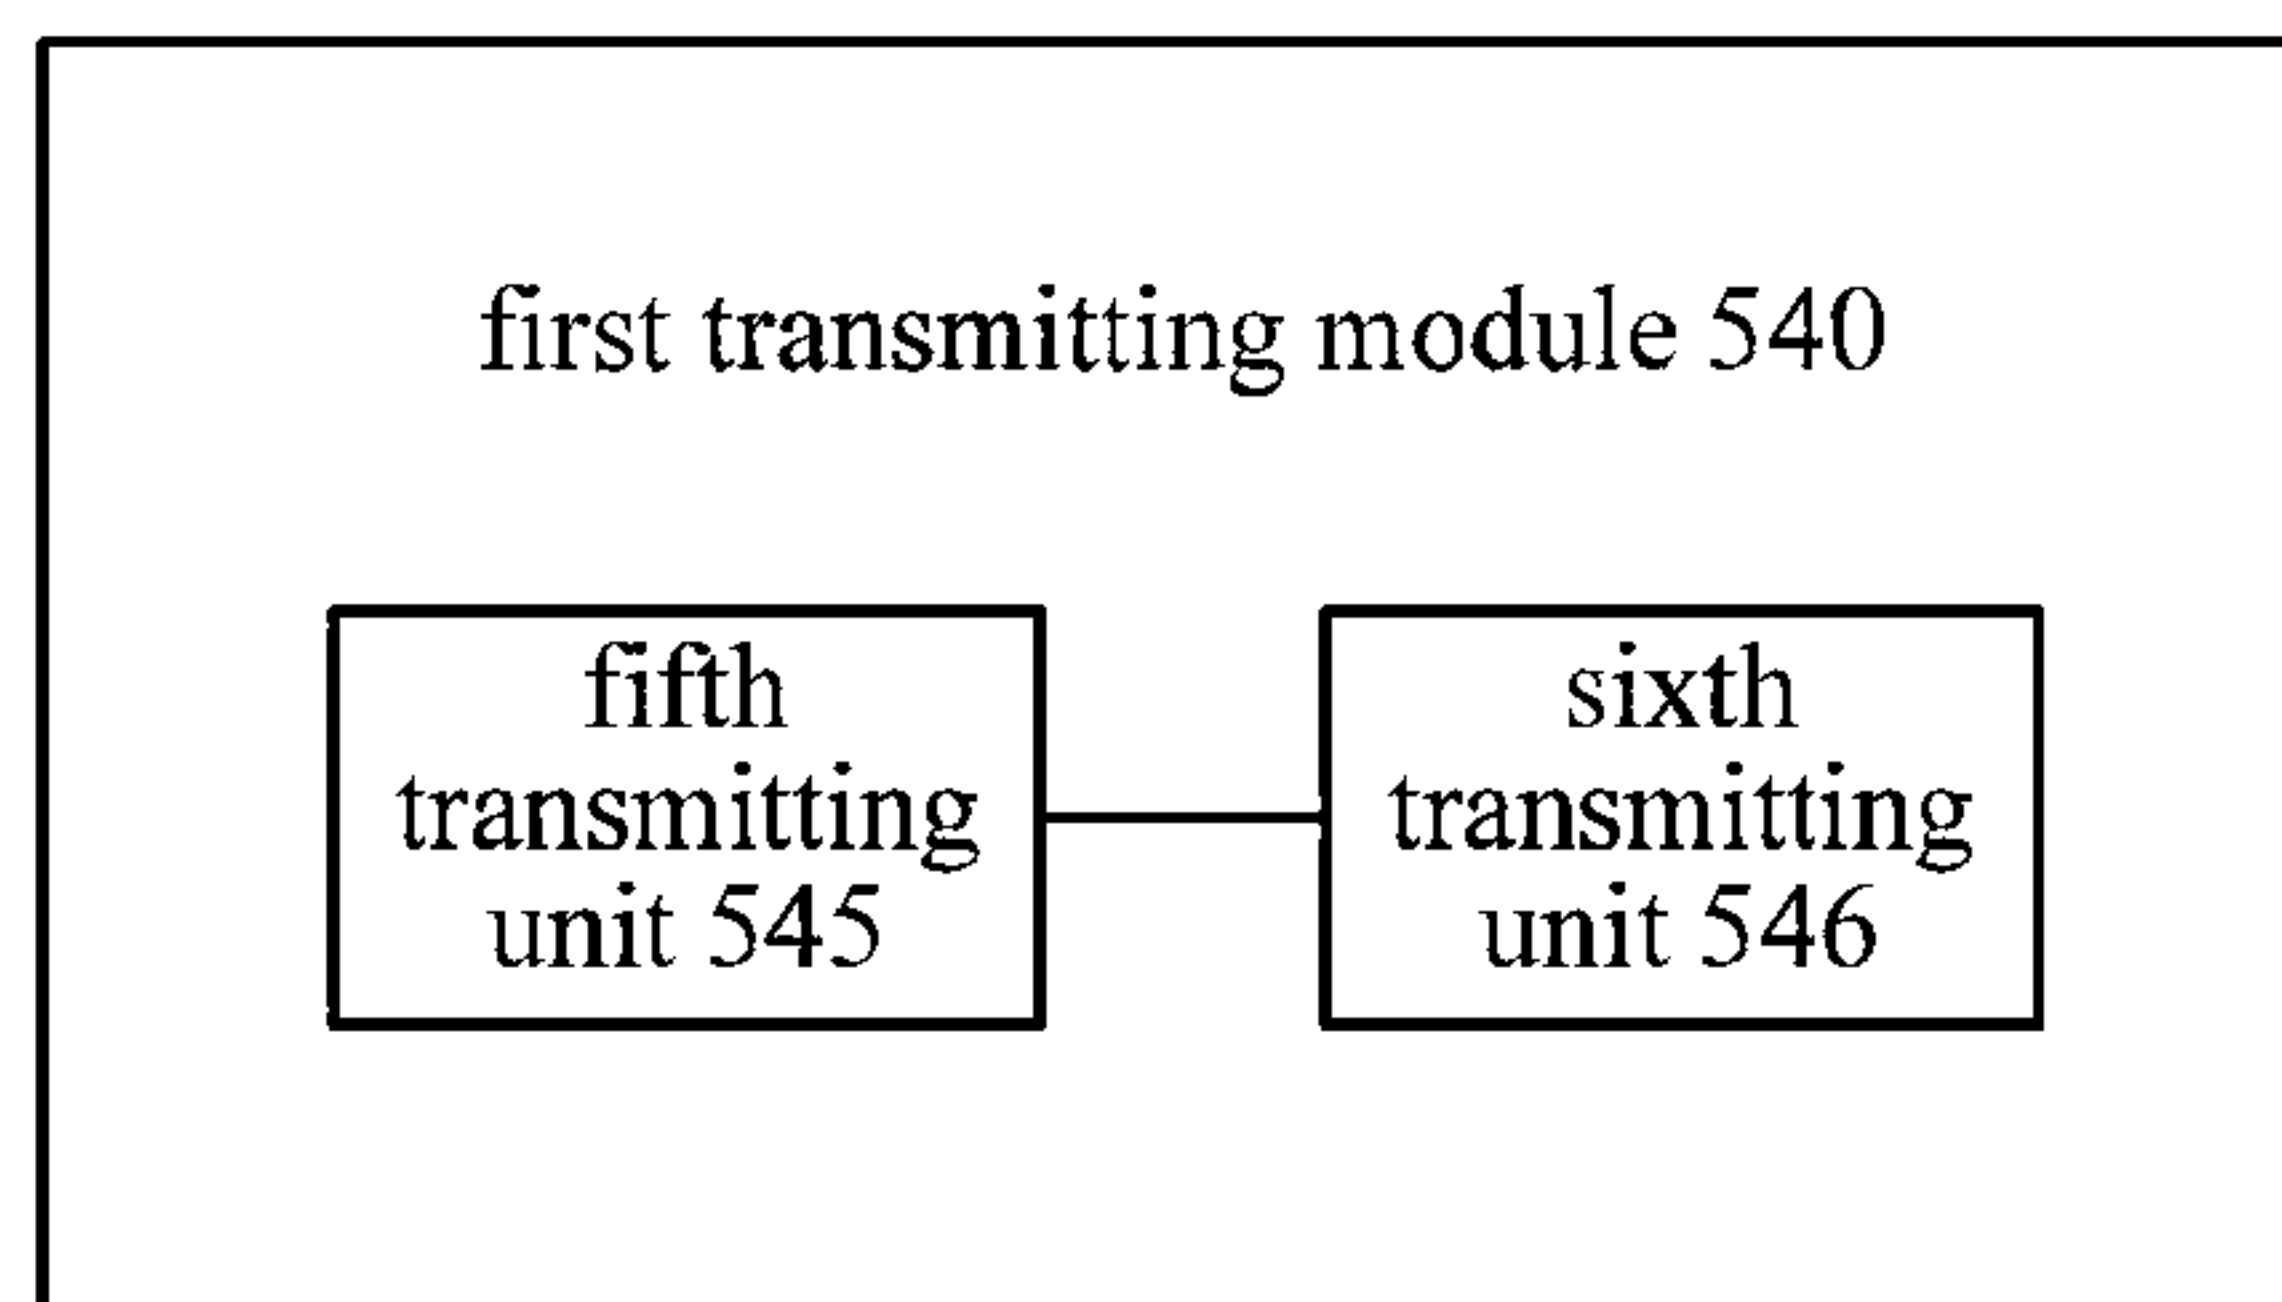 first transmitting module 540
fifth
transmitting
unit 545
sixth
transmitting
unit 546